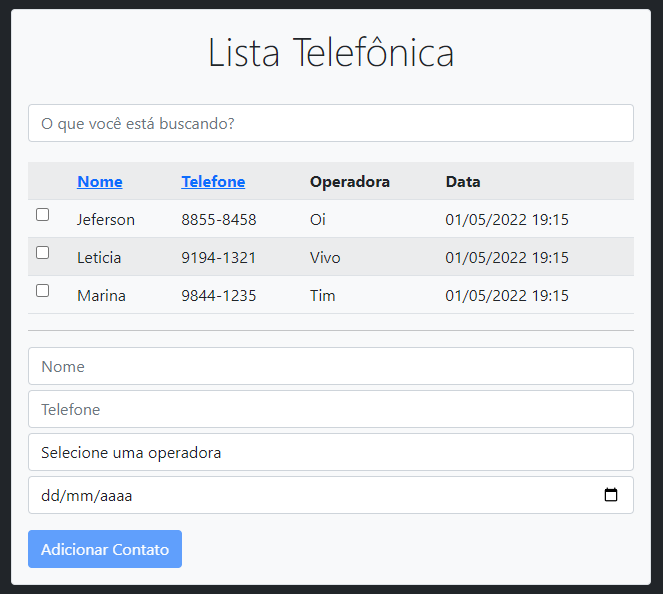 Lista Telefônica
O que você está buscando?
Nome Telefone Operadora Data
Jeferson 8855-8458 Oi 01/05/2022 19:15
Leticia 9194-1321 Vivo 01/05/2022 19:15
Marina 9844-1235 Tim 01/05/2022 19:15
Nome
Telefone
Selecione uma operadora
dd/mm/aaaa
Adicionar Contato